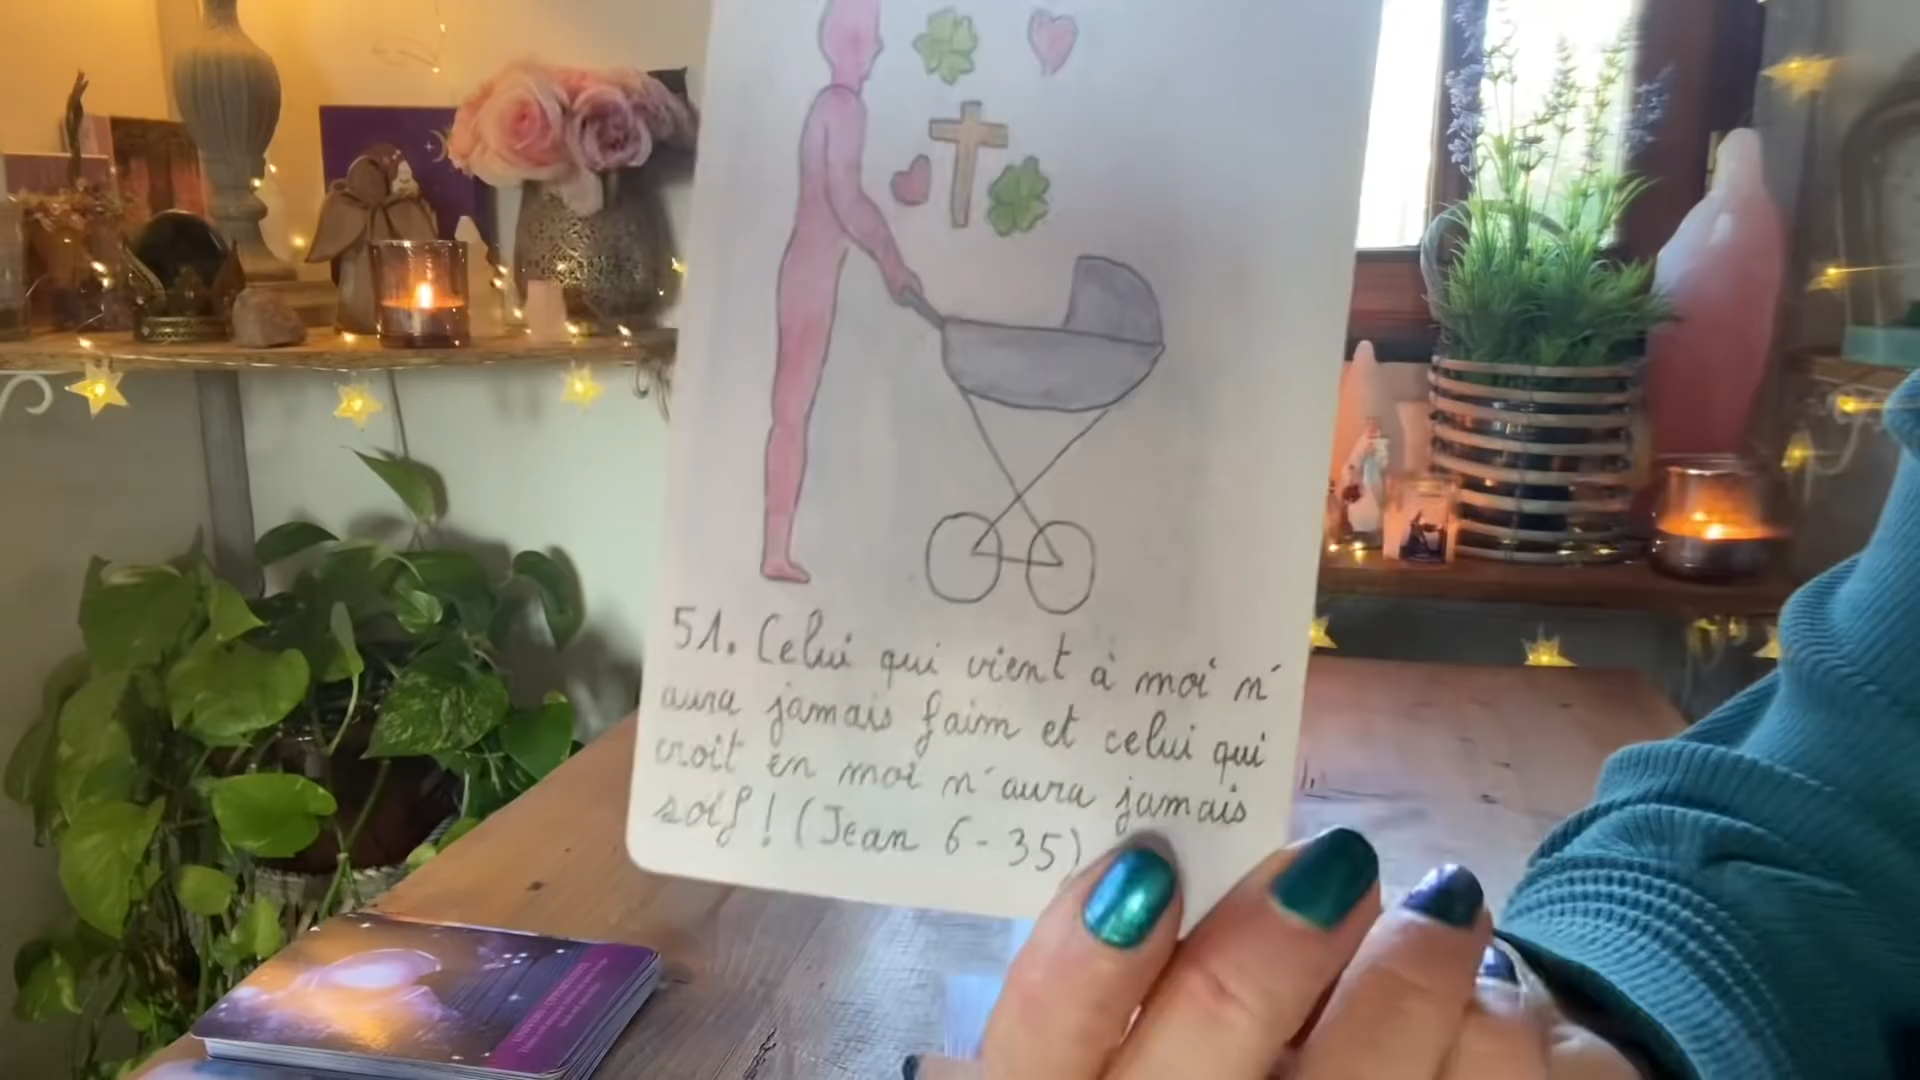 51. Celui qui vient à moi n'
aura jamais faim et celui qui
croit en moi n'aura jamais
soif ! (Jean 6-35)